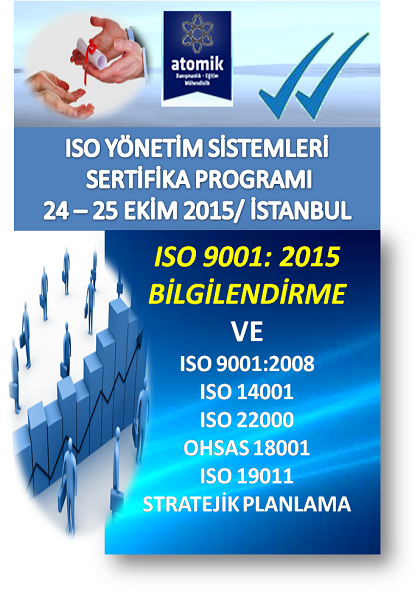 atomik
Danışmanlık - Eğitim
Mühendislik
ISO YÖNETİM SİSTEMLERİ
SERTİFİKA PROGRAMI
24 – 25 EKİM 2015/ İSTANBUL
ISO 9001: 2015
BİLGİLENDİRME
VE
ISO 9001:2008
ISO 14001
ISO 22000
OHSAS 18001
ISO 19011
STRATEJİK PLANLAMA